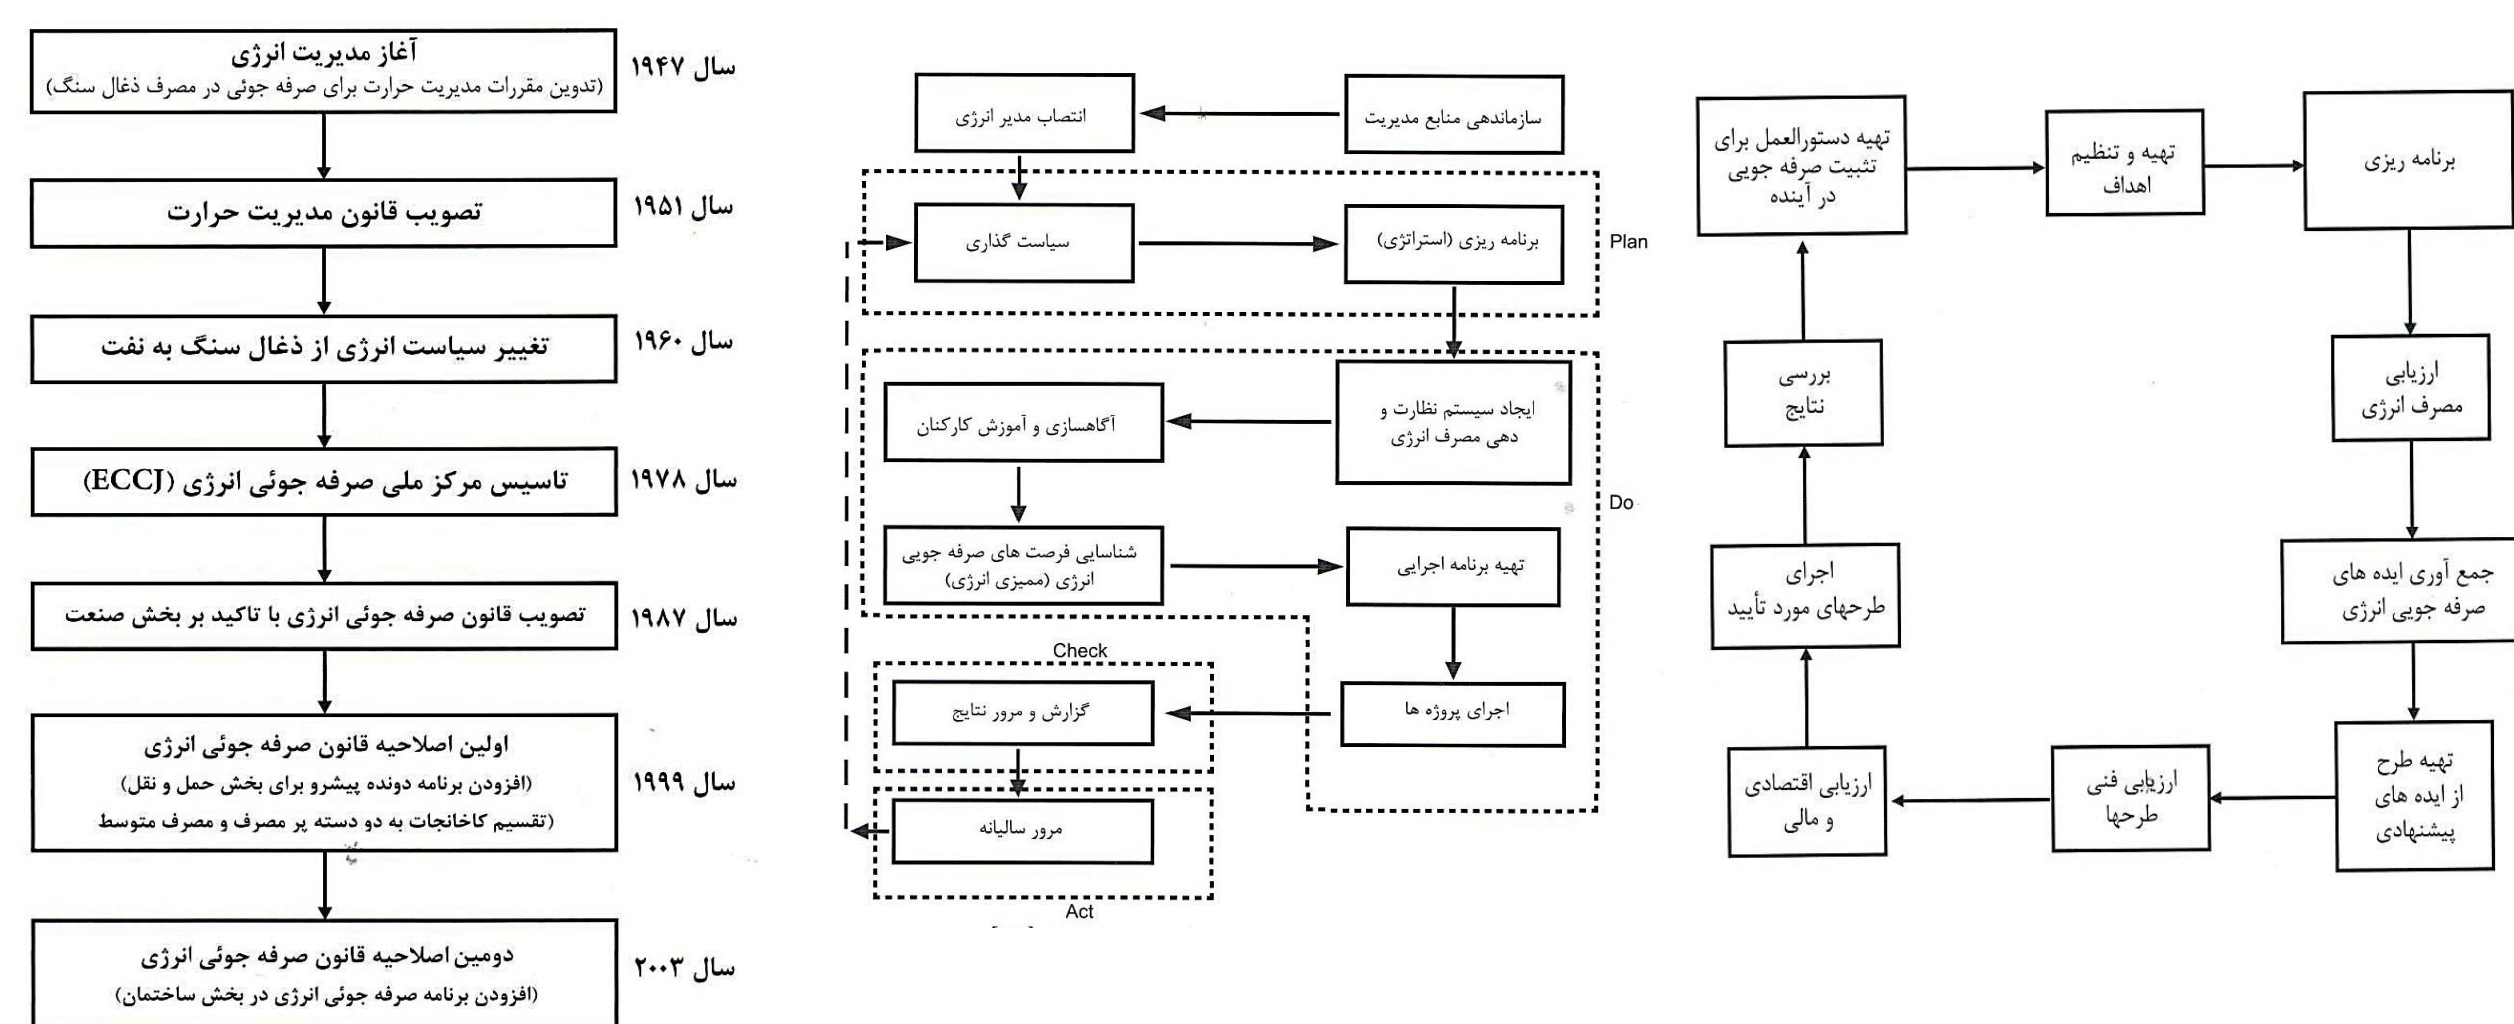 آغاز مدیریت انرژی
(تدوین مقررات مدیریت حرارت برای صرفه جوئی در مصرف ذغال سنگ)
سال ۱۹۴۷
تصویب قانون مدیریت حرارت
سال ۱۹۵۱
تغییر سیاست انرژی از ذغال سنگ به نفت
سال ۱۹۶۰
تاسیس مرکز ملی صرفه جوئی انرژی (ECCJ)
سال ۱۹۷۸
تصویب قانون صرفه جوئی انرژی با تاکید بر بخش صنعت
سال ۱۹۸۷
اولین اصلاحیه قانون صرفه جوئی انرژی
(افزودن برنامه دونده پیشرو برای بخش حمل و نقل)
(تقسیم کاخانجات به دو دسته پر مصرف و مصرف متوسط
سال ۱۹۹۹
دومین اصلاحیه قانون صرفه جوئی انرژی
(افزودن برنامه صرفه جوئی انرژی در بخش ساختمان)
سال ۲۰۰۳
سازماندهی منابع مدیریت
انتصاب مدیر انرژی
سیاست گذاری
برنامه ریزی (استراتژی)
Plan
ایجاد سیستم نظارت و
دهی مصرف انرژی
آگاهسازی و آموزش کارکنان
Do
شناسایی فرصت های صرفه جویی
انرژی (ممیزی انرژی)
تهیه برنامه اجرایی
اجرای پروژه ها
Check
گزارش و مرور نتایج
مرور سالیانه
Act
تهیه دستورالعمل برای
تثبیت صرفه جویی
در آینده
تهیه و تنظیم
اهداف
برنامه ریزی
ارزیابی
مصرف انرژی
جمع آوری ایده های
صرفه جویی انرژی
تهیه طرح
از ایده های
پیشنهادی
ارزیابی فنی
طرحها
ارزیابی اقتصادی
و مالی
اجرای
طرحهای مورد تأیید
بررسی
نتایج